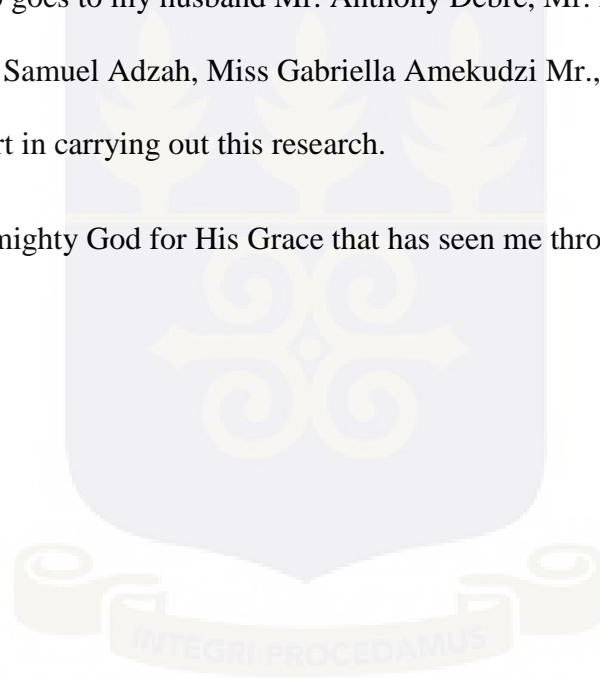 goes to my husband Mr. Anthony Debre, Mr.
Samuel Adzah, Miss Gabriella Amekudzi Mr.,
rt in carrying out this research.
mighty God for His Grace that has seen me thro
INTEGRI PROCEDAMUS